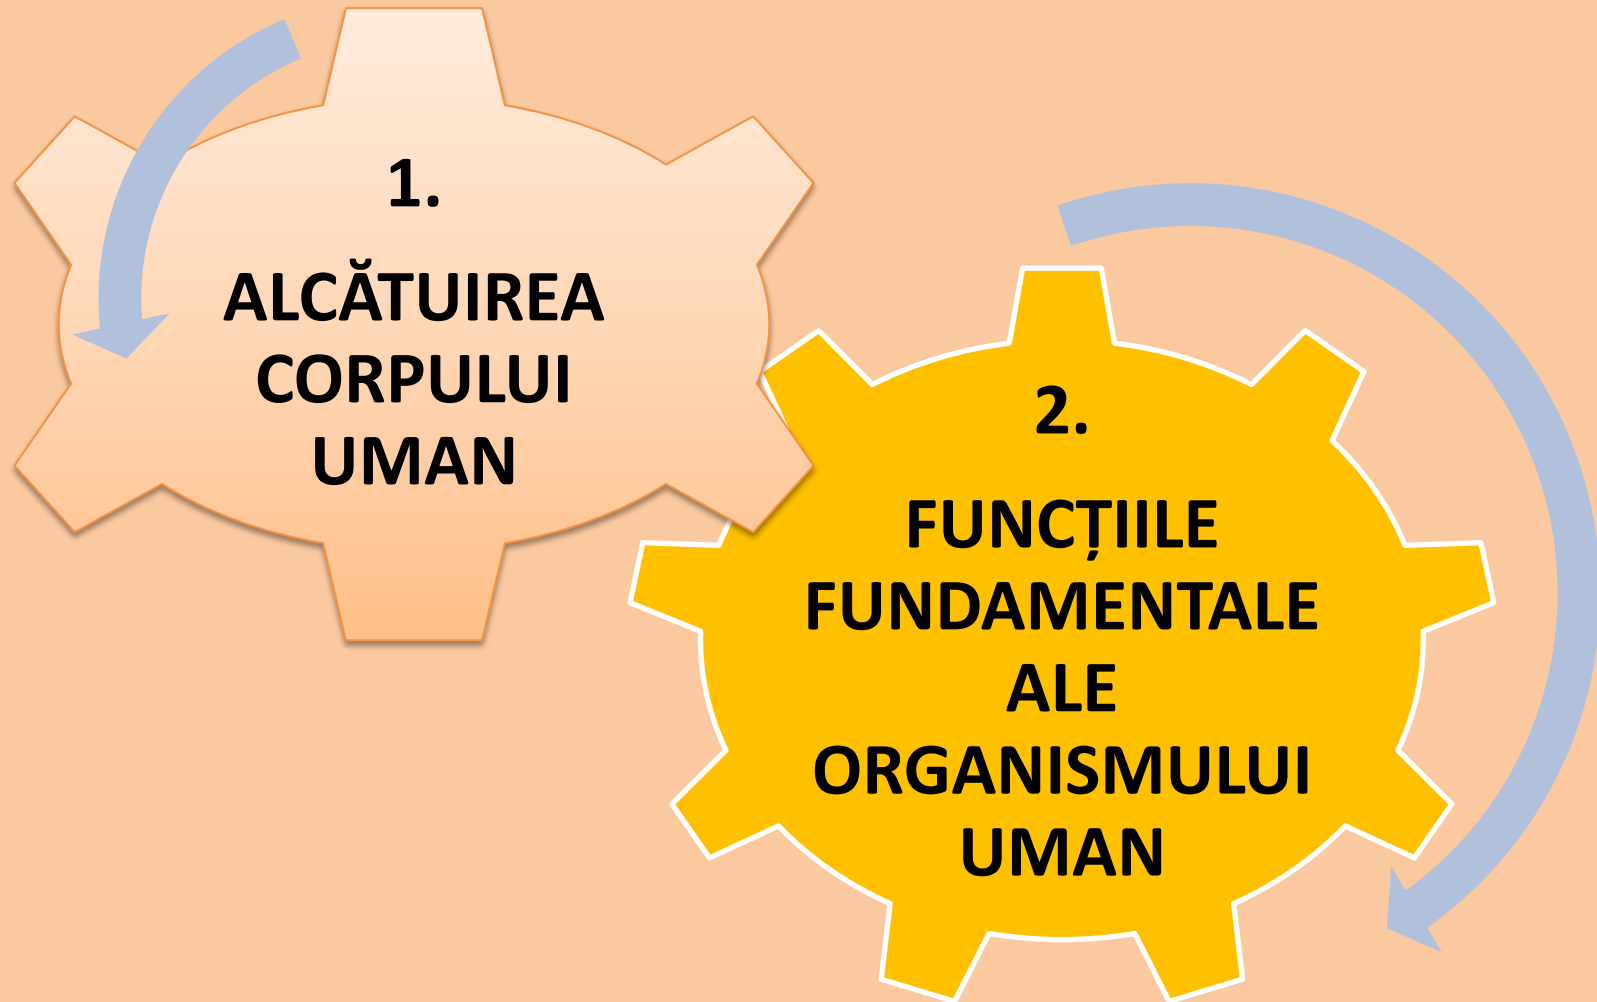 1.
ALCĂTUIREA
CORPULUI
UMAN
2.
FUNCȚIILE
FUNDAMENTALE
ALE
ORGANISMULUI
UMAN